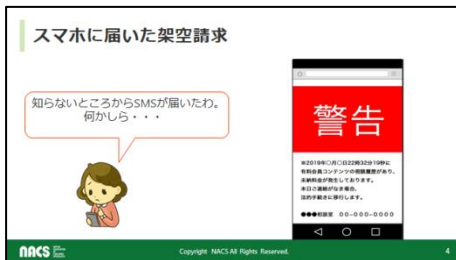 スマホに届いた架空請求
知らないところからSMSが届いたわ。
何かしら・・・
警告
※2019年〇月〇日22時32分19秒に
有料会員コンテンツの視聴履歴があり、
未納料金が発生しております。
本日ご連絡がなき場合、
法的手続きに移行します。
●●●相談室 00-000-0000
NACS
Copyright NACS All Rights Reserved.
4